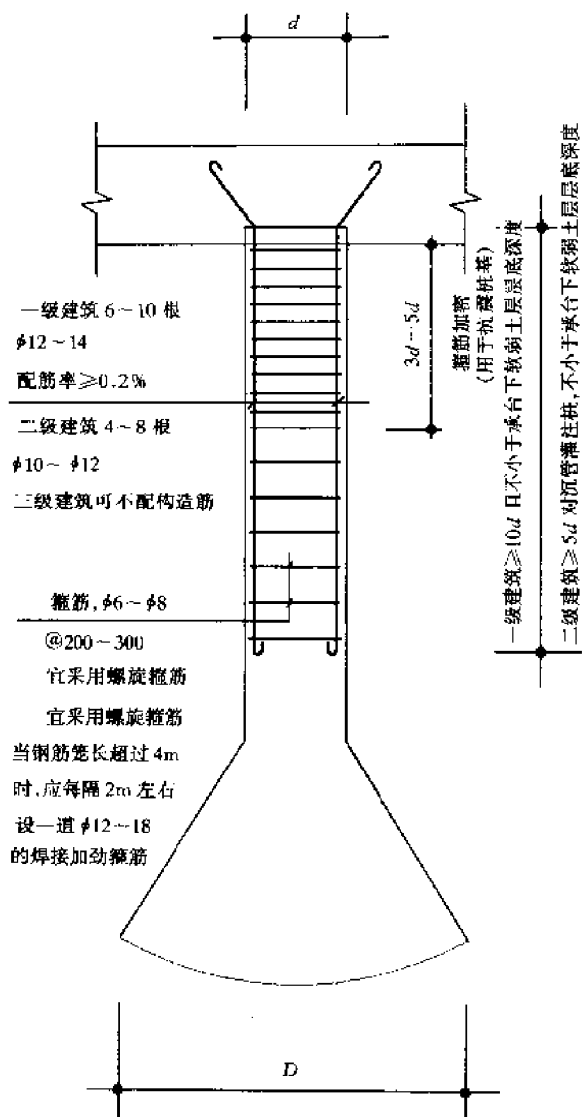 d
一级建筑 6～10 根
ϕ12～14
配筋率≥0.2%
二级建筑 4～8 根
ϕ10～ϕ12
三级建筑可不配构造筋
箍筋,ϕ6～ϕ8
@200～300
宜采用螺旋箍筋
宜采用螺旋箍筋
当钢筋笼长超过 4m
时,应每隔 2m 左右
设一道 ϕ12～18
的焊接加劲箍筋
3d～5d
箍筋加密
(用于抗震桩基)
一级建筑≥10d 且不小于承台下软弱土层层底深度
二级建筑≥5d 对沉管灌注桩,不小于承台下软弱土层层底深度
D